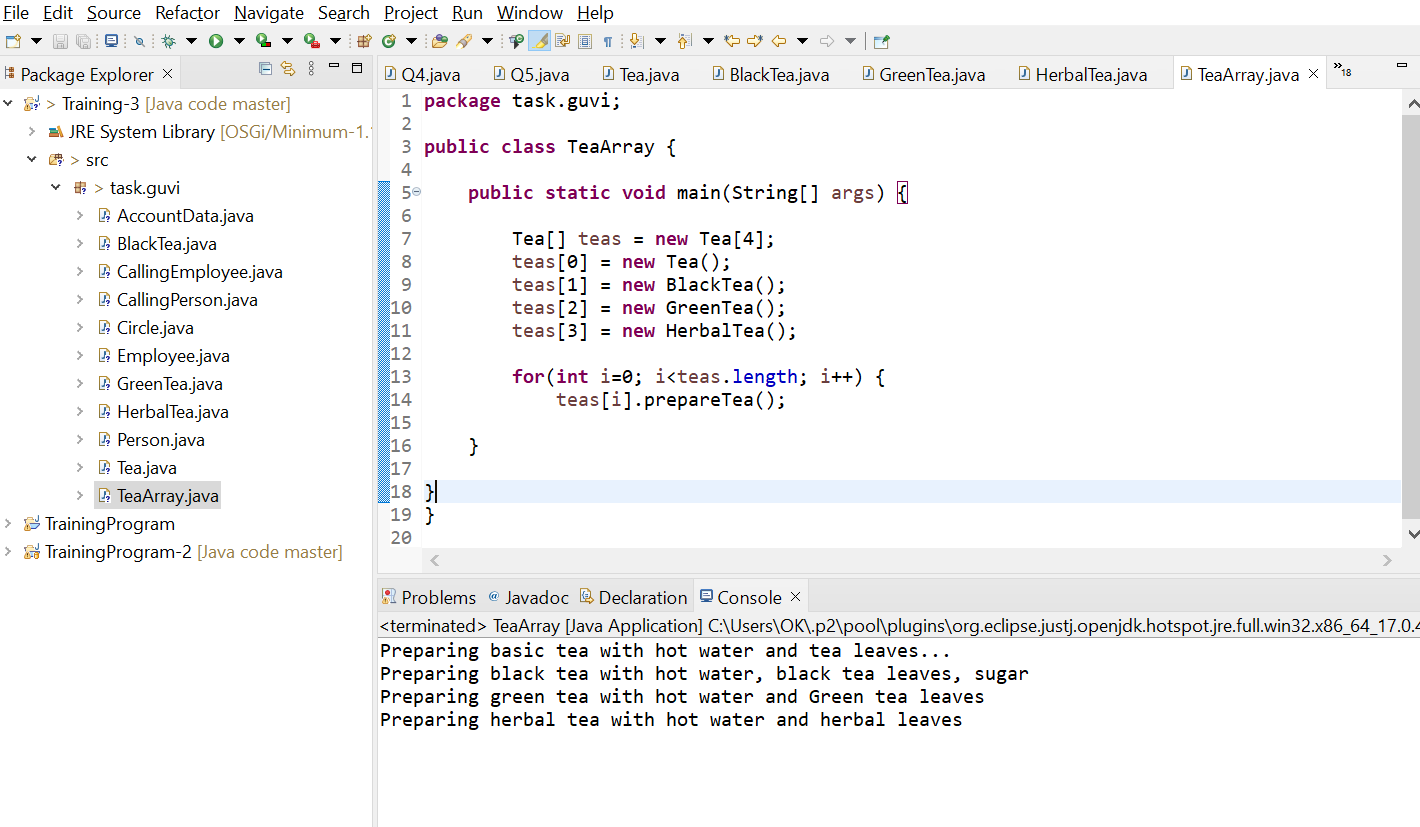 File Edit Source Refactor Navigate Search Project Run Window Help
Package Explorer
> Training-3 [Java code master]
JRE System Library [OSGi/Minimum-1.
> src
> task.guvi
AccountData.java
BlackTea.java
CallingEmployee.java
CallingPerson.java
Circle.java
Employee.java
GreenTea.java
HerbalTea.java
Person.java
Tea.java
TeaArray.java
TrainingProgram
TrainingProgram-2 [Java code master]
Q4.java Q5.java Tea.java BlackTea.java GreenTea.java HerbalTea.java TeaArray.java »18
1 package task.guvi;
2
3 public class TeaArray {
4
5     public static void main(String[] args) {
6
7         Tea[] teas = new Tea[4];
8         teas[0] = new Tea();
9         teas[1] = new BlackTea();
10         teas[2] = new GreenTea();
11         teas[3] = new HerbalTea();
12
13         for(int i=0; i<teas.length; i++) {
14             teas[i].prepareTea();
15
16     }
17
18 }
19 }
20
Problems @ Javadoc Declaration Console
<terminated> TeaArray [Java Application] C:\Users\OK\.p2\pool\plugins\org.eclipse.justj.openjdk.hotspot.jre.full.win32.x86_64_17.0.4
Preparing basic tea with hot water and tea leaves...
Preparing black tea with hot water, black tea leaves, sugar
Preparing green tea with hot water and Green tea leaves
Preparing herbal tea with hot water and herbal leaves